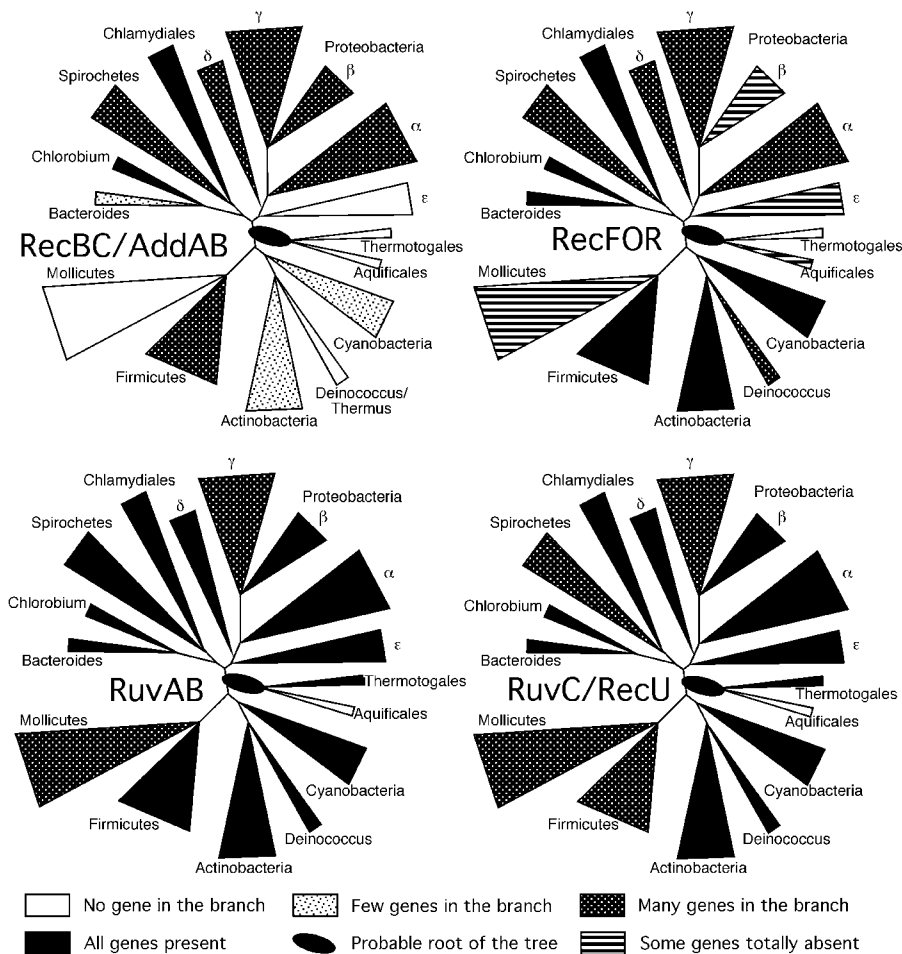 γ
Chlamydiales
δ
Proteobacteria
β
Spirochetes
α
Chlorobium
ε
Bacteroides
RecBC/AddAB
Thermotogales
Aquificales
Mollicutes
Cyanobacteria
Firmicutes
Deinococcus/
Thermus
Actinobacteria
γ
Chlamydiales
δ
Proteobacteria
β
Spirochetes
α
Chlorobium
ε
Bacteroides
RecFOR
Thermotogales
Aquificales
Mollicutes
Cyanobacteria
Firmicutes
Deinococcus
Actinobacteria
γ
Chlamydiales
δ
Proteobacteria
β
Spirochetes
α
Chlorobium
ε
Bacteroides
RuvAB
Thermotogales
Aquificales
Mollicutes
Cyanobacteria
Firmicutes
Deinococcus
Actinobacteria
γ
Chlamydiales
δ
Proteobacteria
β
Spirochetes
α
Chlorobium
ε
Bacteroides
RuvC/RecU
Thermotogales
Aquificales
Mollicutes
Cyanobacteria
Firmicutes
Deinococcus
Actinobacteria
No gene in the branch
Few genes in the branch
Many genes in the branch
All genes present
Probable root of the tree
Some genes totally absent